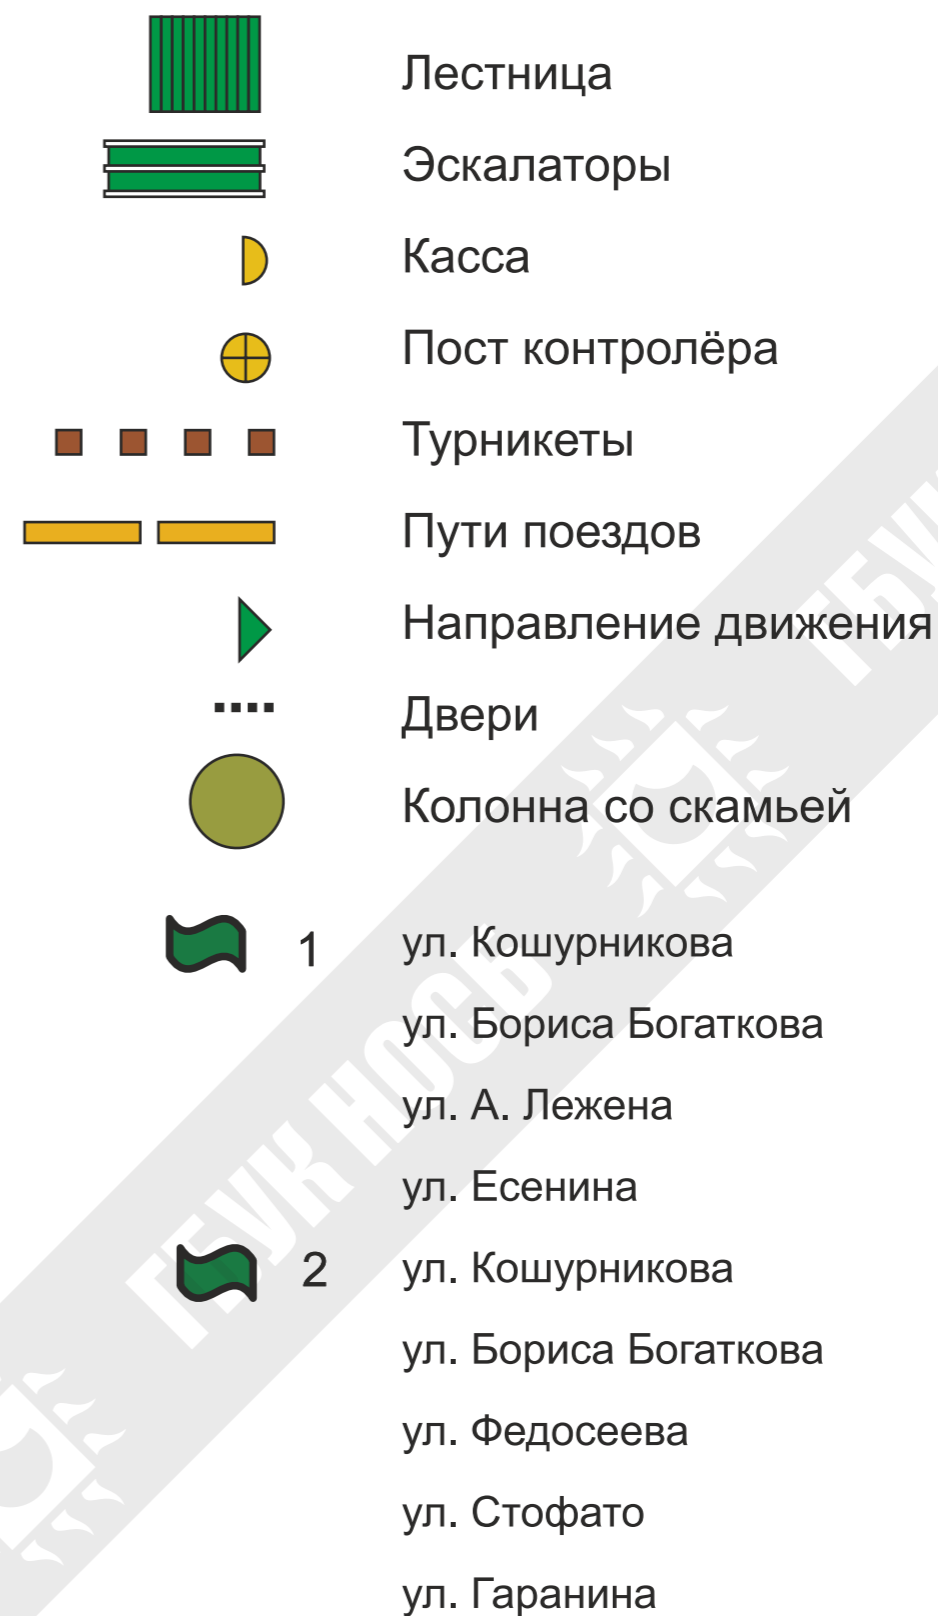 Лестница
Эскалаторы
Касса
Пост контролёра
Турникеты
Пути поездов
Направление движения
Двери
Колонна со скамьей
1 ул. Кошурникова
ул. Бориса Богаткова
ул. А. Лежена
ул. Есенина
2 ул. Кошурникова
ул. Бориса Богаткова
ул. Федосеева
ул. Стофато
ул. Гаранина
ГБУК НОСБ
ГБУК